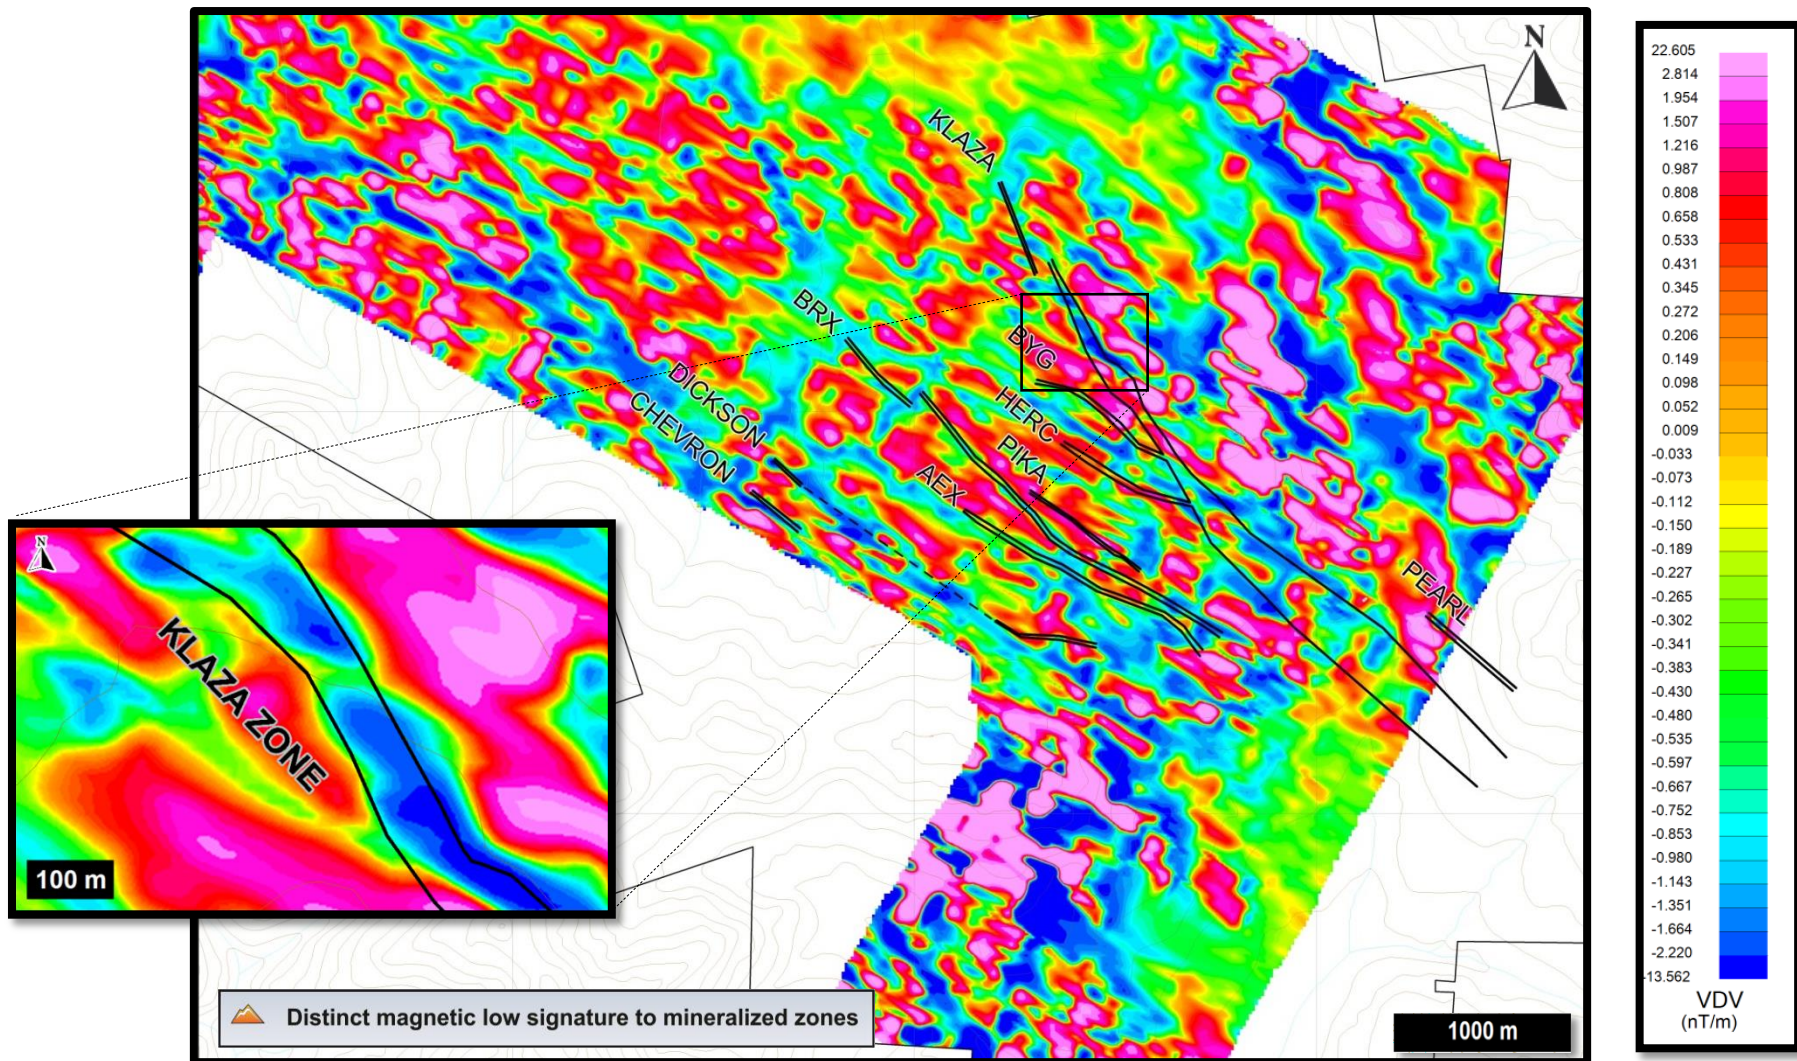 N
KLAZA
BRX
BYG
DICKSON
HERC
CHEVRON
PIKA
AEX
PEARL
N
KLAZA ZONE
100 m
Distinct magnetic low signature to mineralized zones
1000 m
22.605
2.814
1.954
1.507
1.216
0.987
0.808
0.658
0.533
0.431
0.345
0.272
0.206
0.149
0.098
0.052
0.009
-0.033
-0.073
-0.112
-0.150
-0.189
-0.227
-0.265
-0.302
-0.341
-0.383
-0.430
-0.480
-0.535
-0.597
-0.667
-0.752
-0.853
-0.980
-1.143
-1.351
-1.664
-2.220
-13.562
VDV
(nT/m)